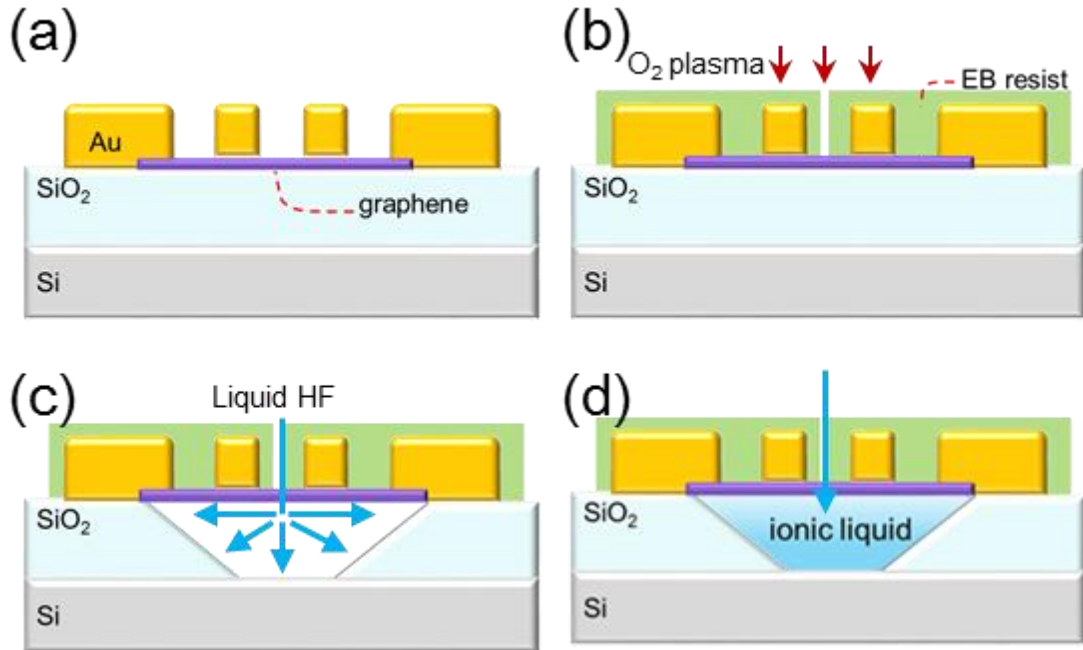 (a)
Au
SiO₂
graphene
Si
(b)
O₂ plasma
EB resist
SiO₂
Si
(c)
Liquid HF
SiO₂
Si
(d)
SiO₂
ionic liquid
Si